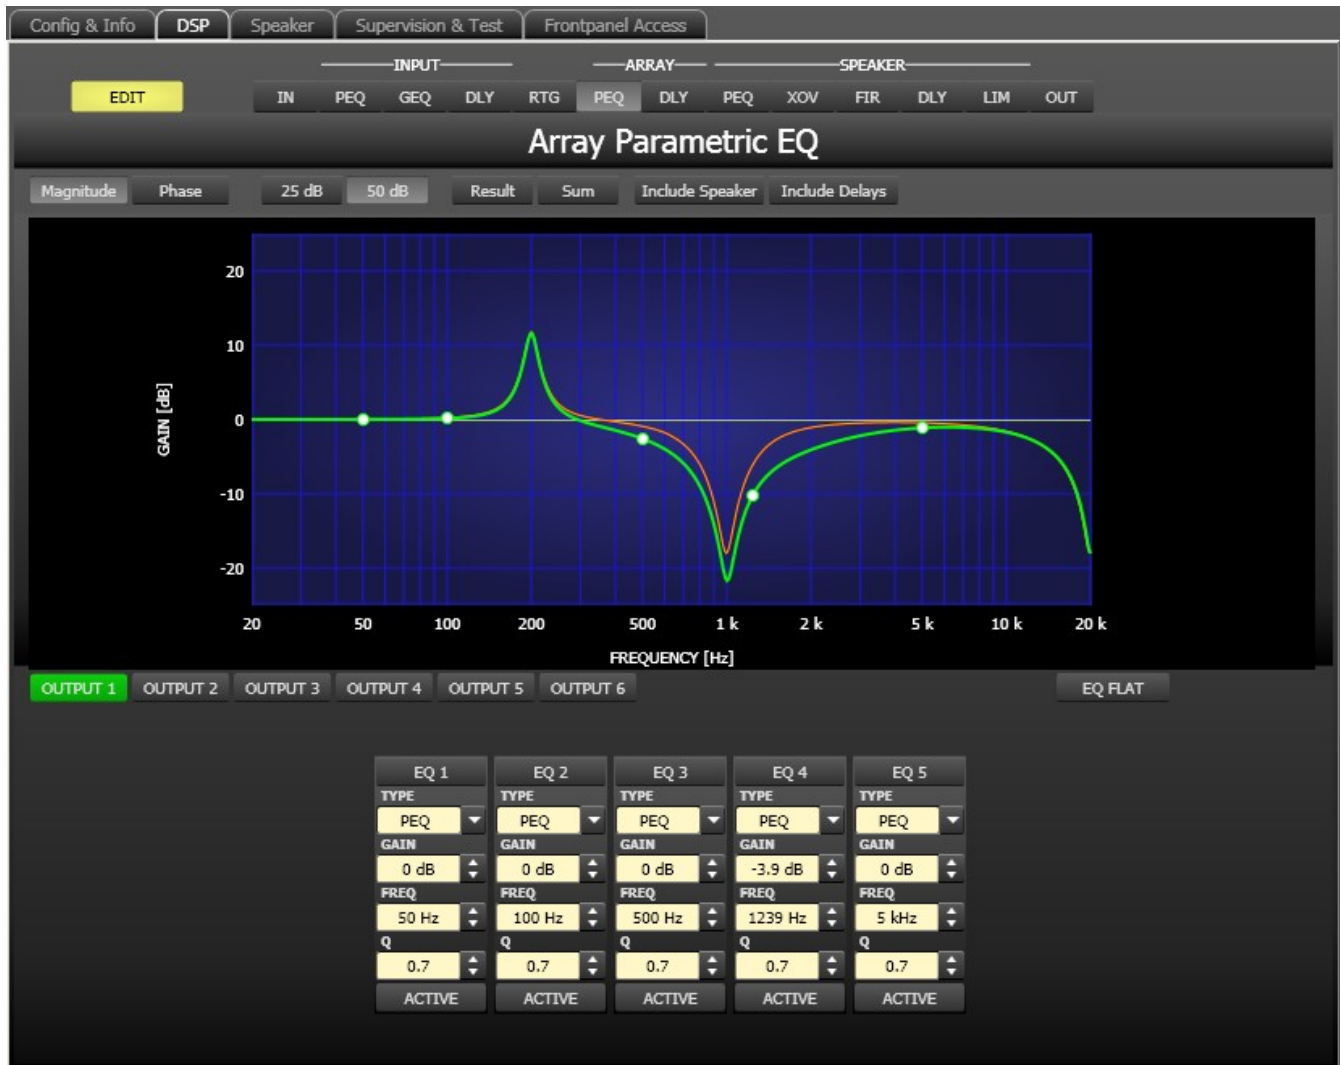 Config & Info DSP Speaker Supervision & Test Frontpanel Access
INPUT ARRAY SPEAKER
EDIT IN PEQ GEQ DLY RTG PEQ DLY PEQ XOV FIR DLY LIM OUT
Array Parametric EQ
Magnitude Phase 25 dB 50 dB Result Sum Include Speaker Include Delays
20
10
0
-10
-20
GAIN [dB]
20 50 100 200 500 1 k 2 k 5 k 10 k 20 k
FREQUENCY [Hz]
OUTPUT 1 OUTPUT 2 OUTPUT 3 OUTPUT 4 OUTPUT 5 OUTPUT 6 EQ FLAT
EQ 1 EQ 2 EQ 3 EQ 4 EQ 5
TYPE TYPE TYPE TYPE TYPE
PEQ PEQ PEQ PEQ PEQ
GAIN GAIN GAIN GAIN GAIN
0 dB 0 dB 0 dB -3.9 dB 0 dB
FREQ FREQ FREQ FREQ FREQ
50 Hz 100 Hz 500 Hz 1239 Hz 5 kHz
Q Q Q Q Q
0.7 0.7 0.7 0.7 0.7
ACTIVE ACTIVE ACTIVE ACTIVE ACTIVE